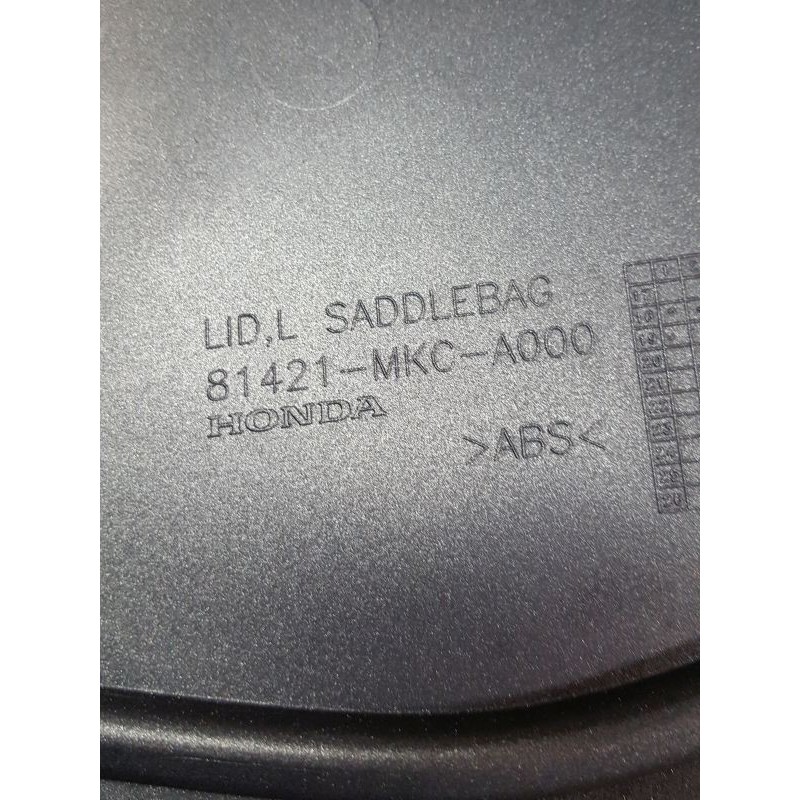 LID,L SADDLEBAG
81421-MKC-A000
HONDA
>ABS<